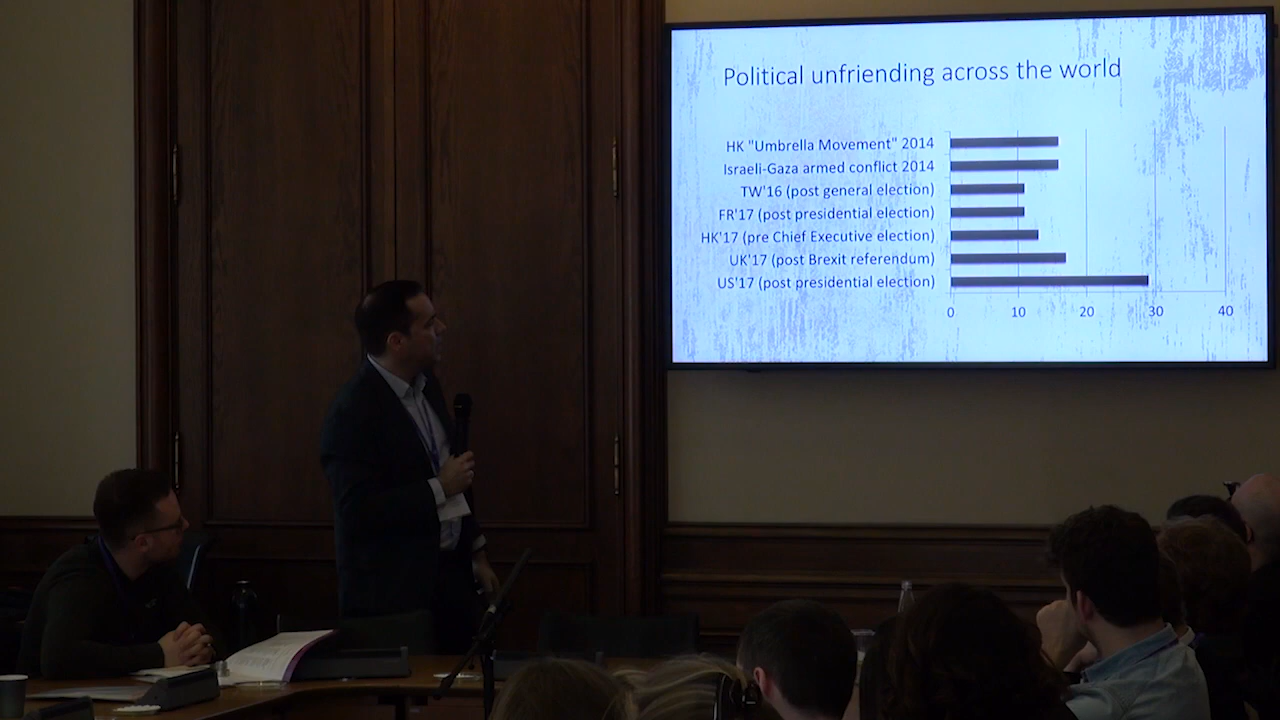 Political unfriending across the world
HK "Umbrella Movement" 2014
Israeli-Gaza armed conflict 2014
TW'16 (post general election)
FR'17 (post presidential election)
HK'17 (pre Chief Executive election)
UK'17 (post Brexit referendum)
US'17 (post presidential election)
0 10 20 30 40